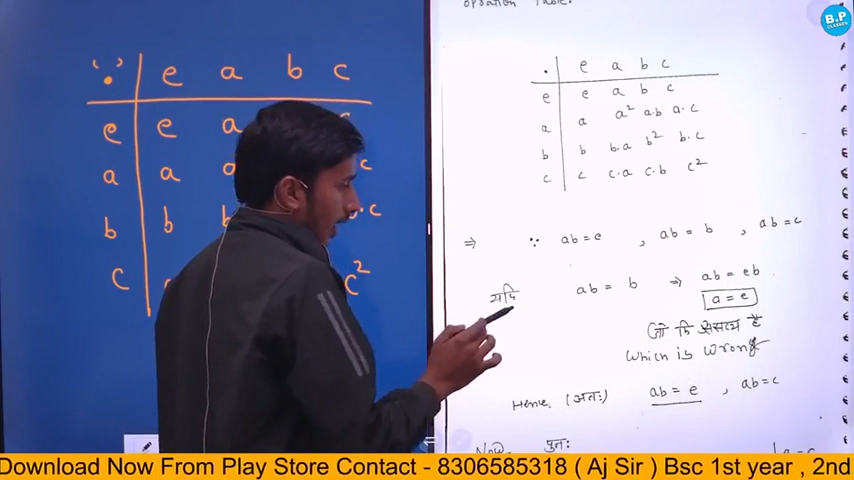 opration Table.
B.P
CLASSES
'•' e a b c
e e a
a a c
b b b •c
c c²
. e a b c
e e a b c
a a a² a.b a.c
b b b.a b² b.c
c c c.a c.b c²
⇒ ∵ ab = e , ab = b , ab = c
यदि ab = b ⇒ ab = eb
a = e
जो कि असत्य है
which is wrong
Hence. (अतः) ab = e , ab = c
Now पुनः
Download Now From Play Store Contact - 8306585318 ( Aj Sir ) Bsc 1st year , 2nd